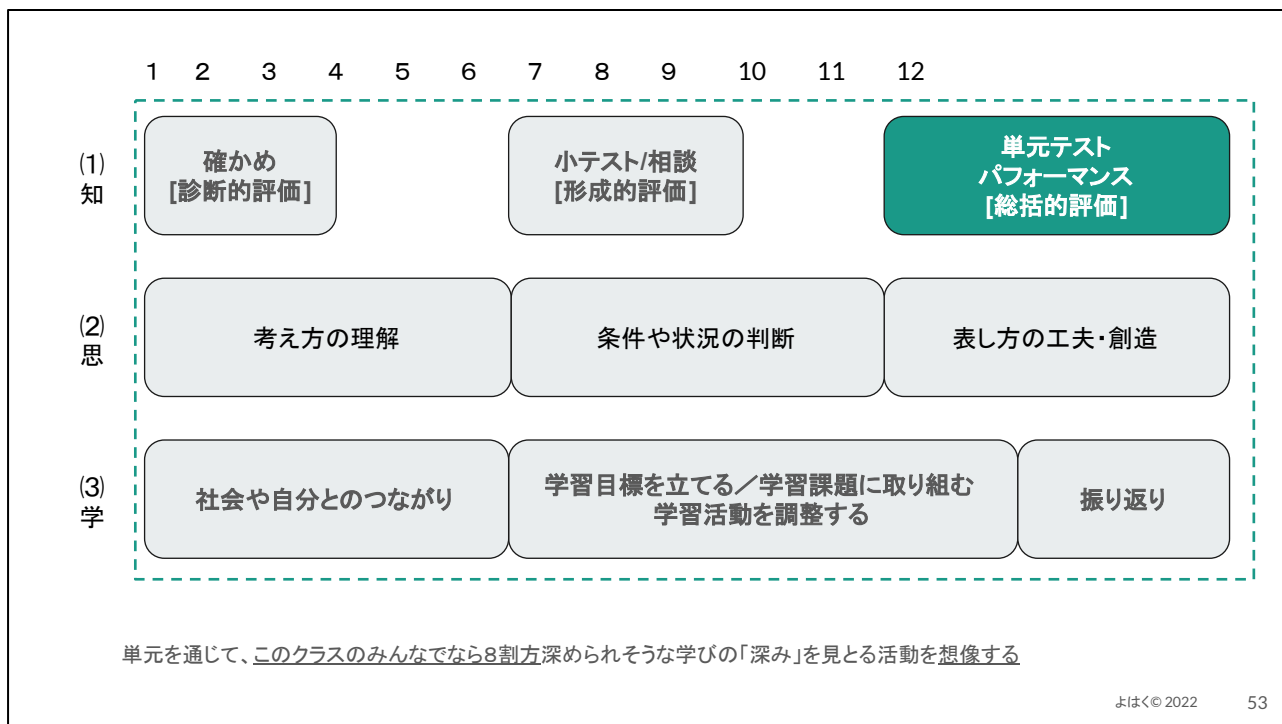 1 2 3 4 5 6 7 8 9 10 11 12
(1)
知
確かめ
[診断的評価]
小テスト/相談
[形成的評価]
単元テスト
パフォーマンス
[総括的評価]
(2)
思
考え方の理解
条件や状況の判断
表し方の工夫・創造
(3)
学
社会や自分とのつながり
学習目標を立てる／学習課題に取り組む
学習活動を調整する
振り返り
単元を通じて、このクラスのみんなでなら８割方深められそうな学びの「深み」を見とる活動を想像する
よはく© 2022 53